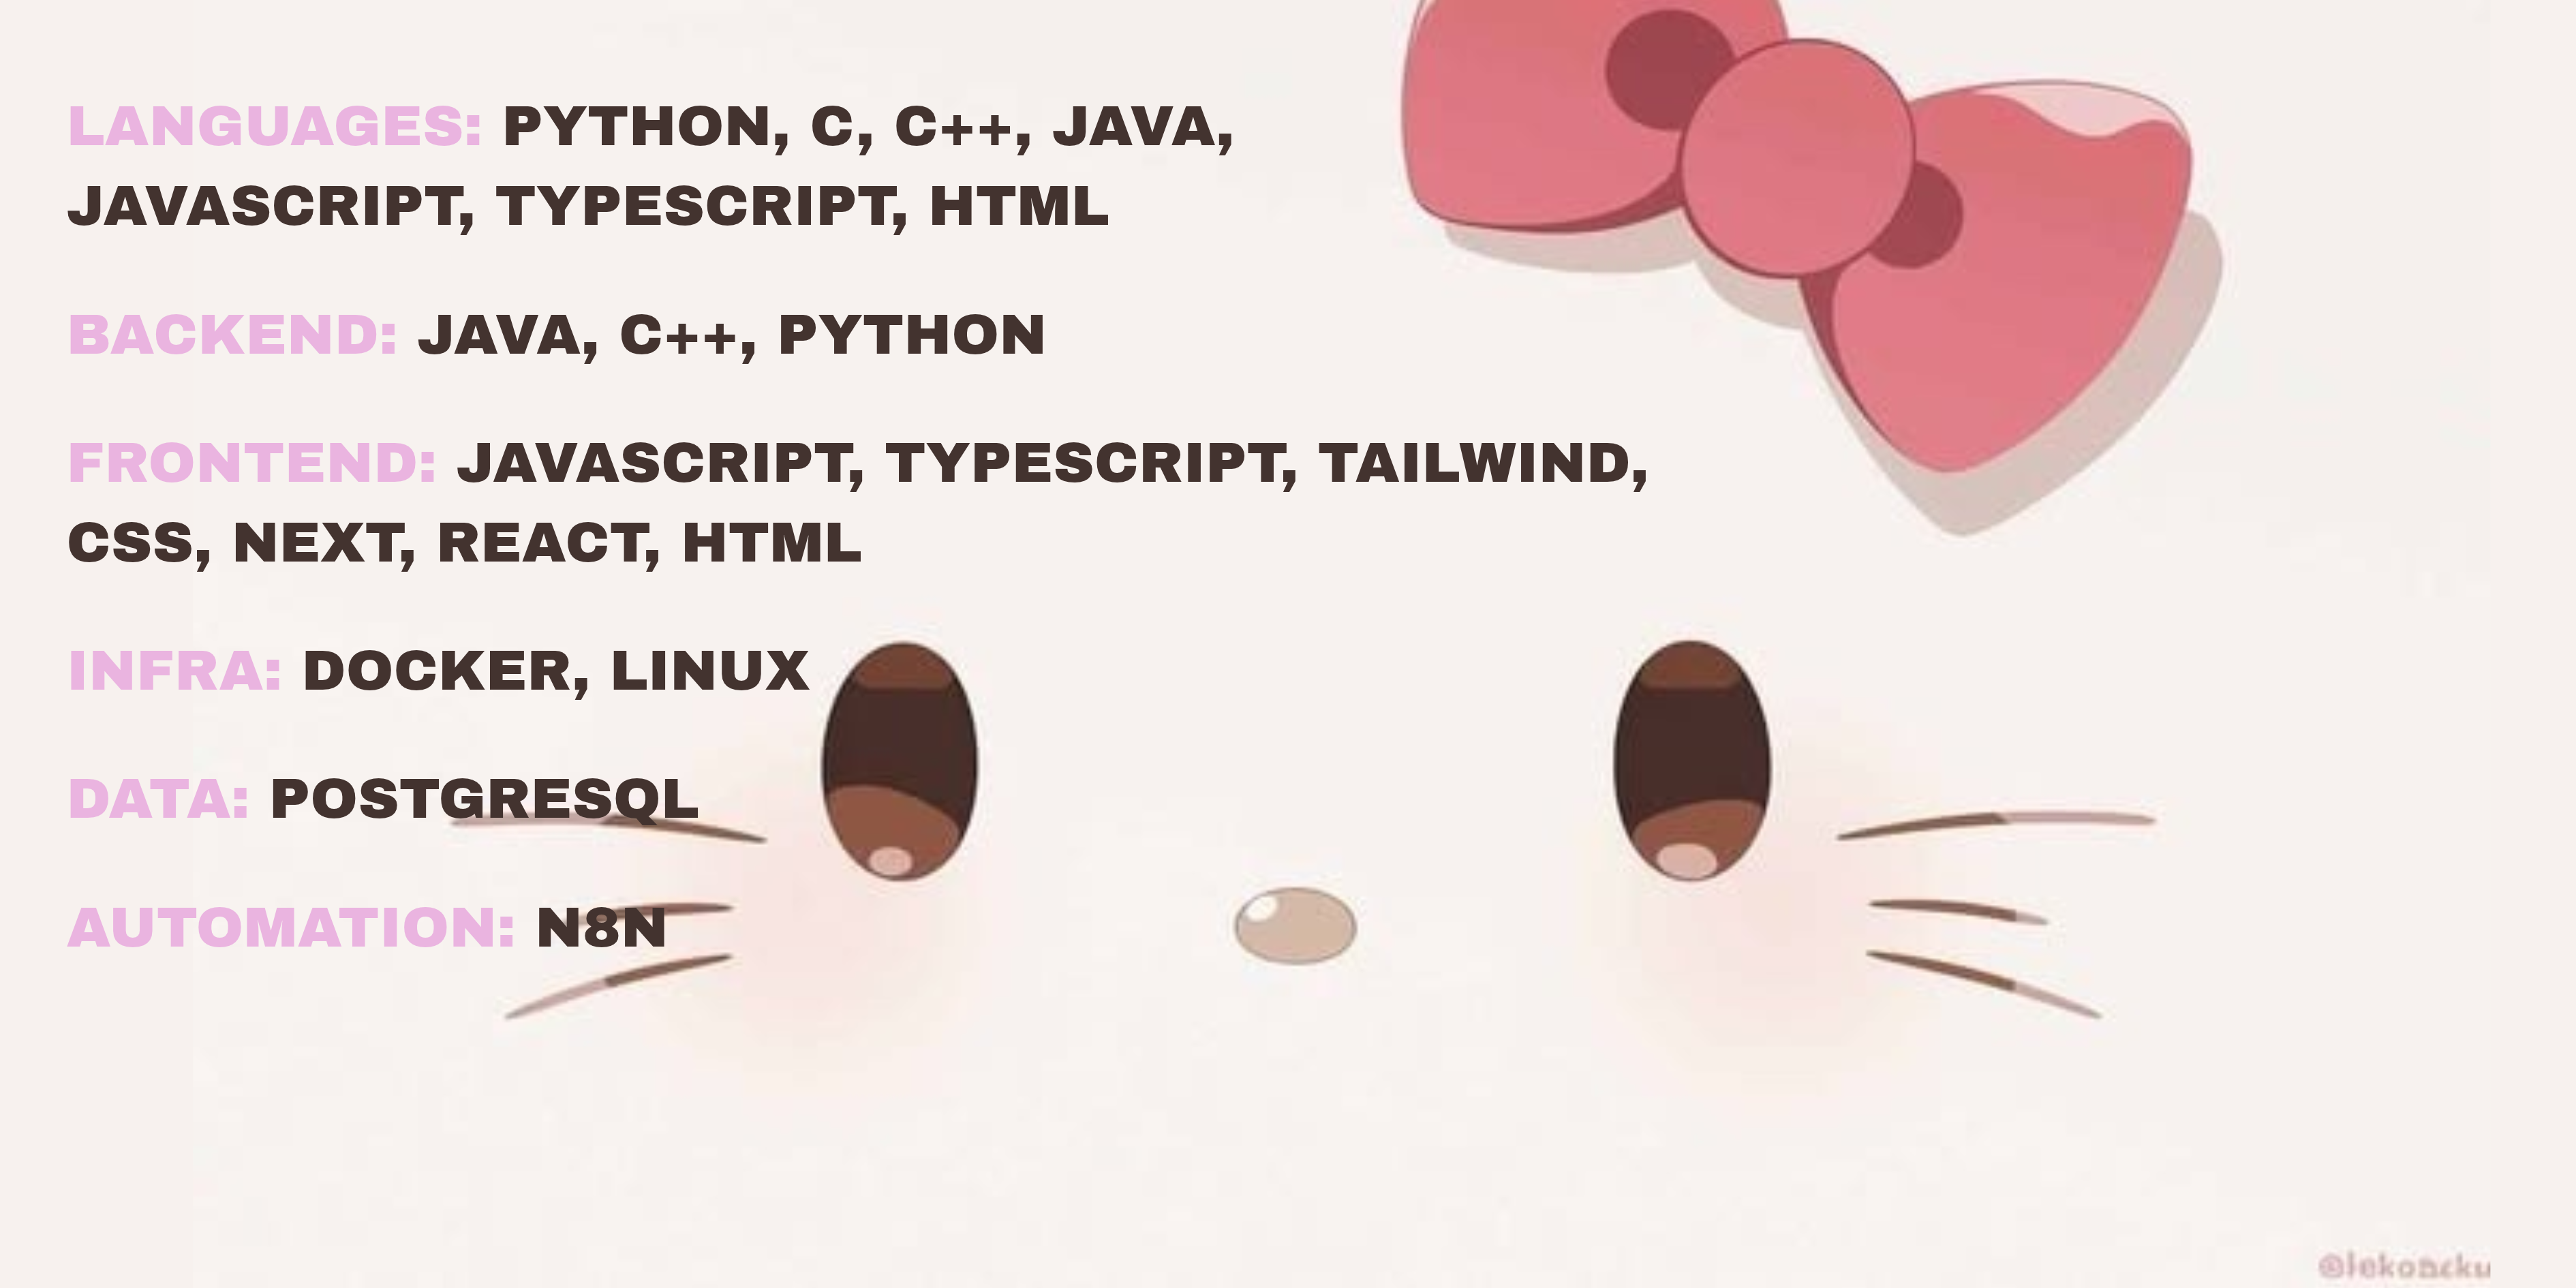 LANGUAGES: PYTHON, C, C++, JAVA,
JAVASCRIPT, TYPESCRIPT, HTML
BACKEND: JAVA, C++, PYTHON
FRONTEND: JAVASCRIPT, TYPESCRIPT, TAILWIND,
CSS, NEXT, REACT, HTML
INFRA: DOCKER, LINUX
DATA: POSTGRESQL
AUTOMATION: N8N